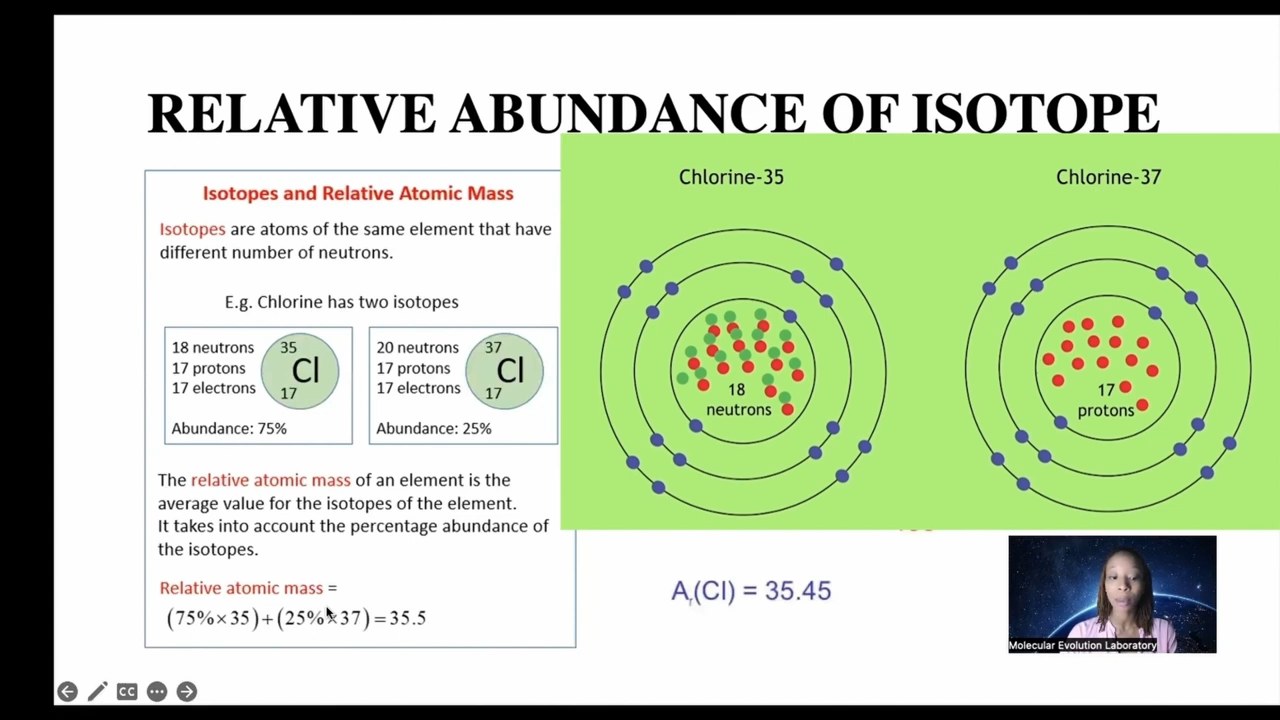 RELATIVE ABUNDANCE OF ISOTOPE
Isotopes and Relative Atomic Mass
Isotopes are atoms of the same element that have
different number of neutrons.
E.g. Chlorine has two isotopes
18 neutrons
17 protons
17 electrons
35
Cl
17
Abundance: 75%
20 neutrons
17 protons
17 electrons
37
Cl
17
Abundance: 25%
The relative atomic mass of an element is the
average value for the isotopes of the element.
It takes into account the percentage abundance of
the isotopes.
Relative atomic mass =
(75%×35)+(25%×37)=35.5
Chlorine-35
18
neutrons
Chlorine-37
17
protons
Ar(Cl) = 35.45
Molecular Evolution Laboratory
CC